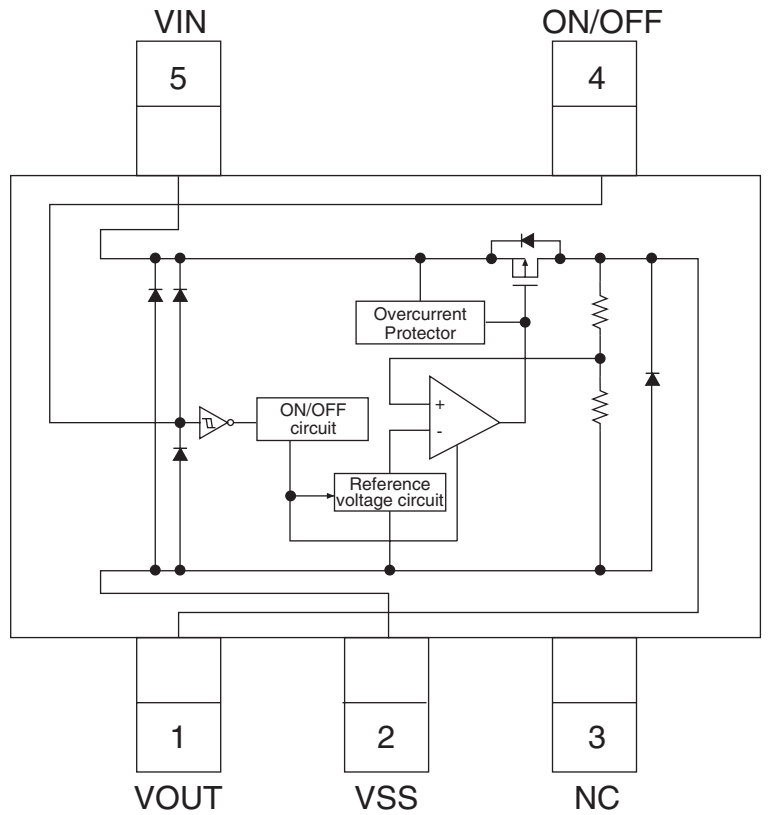 VIN
ON/OFF
5
4
Overcurrent
Protector
ON/OFF
circuit
+
-
Reference
voltage circuit
1
2
3
VOUT
VSS
NC